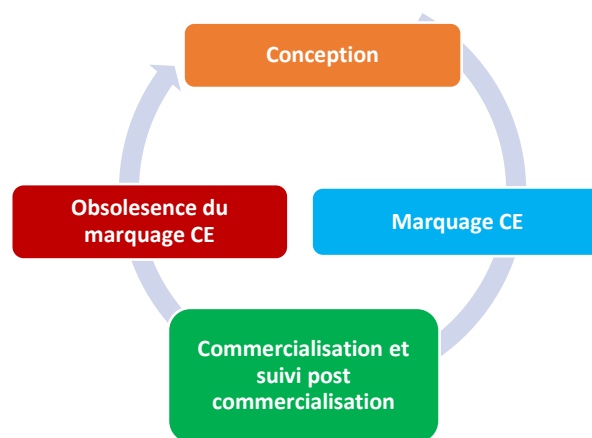 Conception
Marquage CE
Commercialisation et
suivi post
commercialisation
Obsolesence du
marquage CE